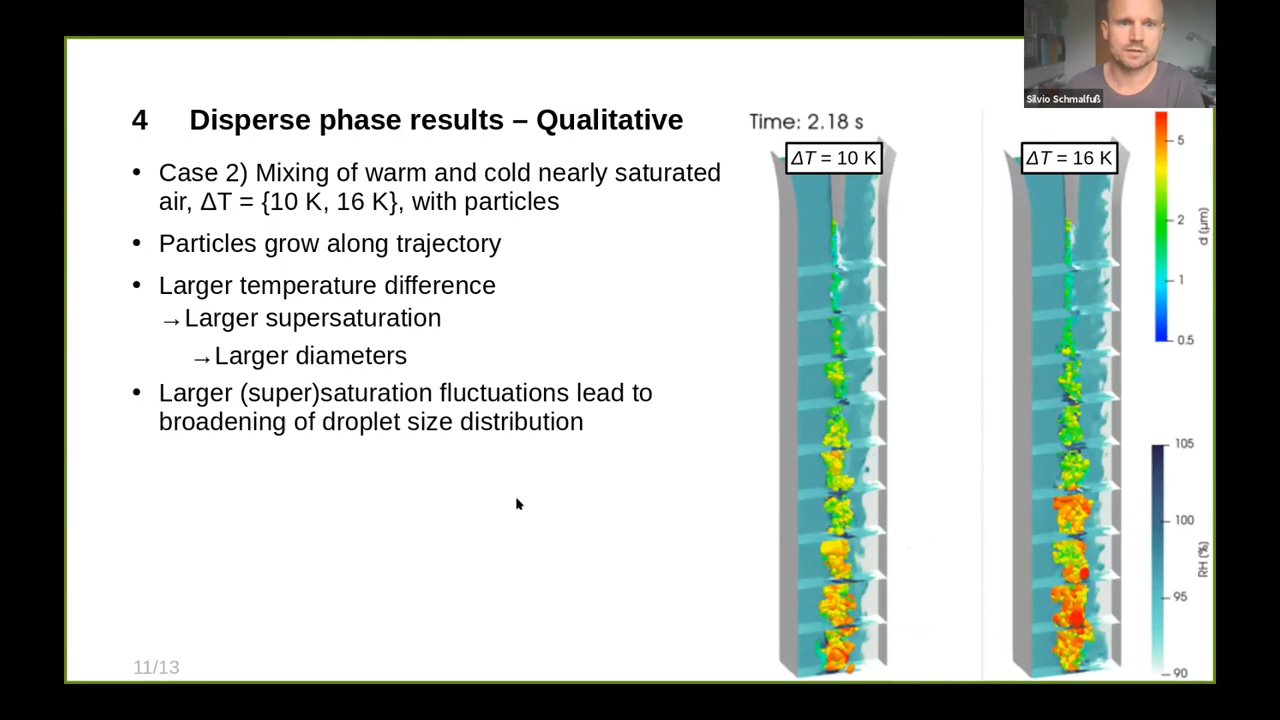 Silvio Schmalfuß
4 Disperse phase results – Qualitative
• Case 2) Mixing of warm and cold nearly saturated
air, ΔT = {10 K, 16 K}, with particles
• Particles grow along trajectory
• Larger temperature difference
→Larger supersaturation
→Larger diameters
• Larger (super)saturation fluctuations lead to
broadening of droplet size distribution
11/13
Time: 2.18 s
ΔT = 10 K
ΔT = 16 K
5
2
1
0.5
d (μm)
105
100
95
90
RH (%)